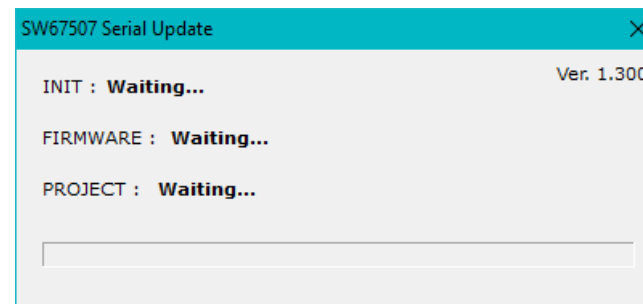 SW67507 Serial Update
Ver. 1.300
INIT : Waiting...
FIRMWARE : Waiting...
PROJECT : Waiting...